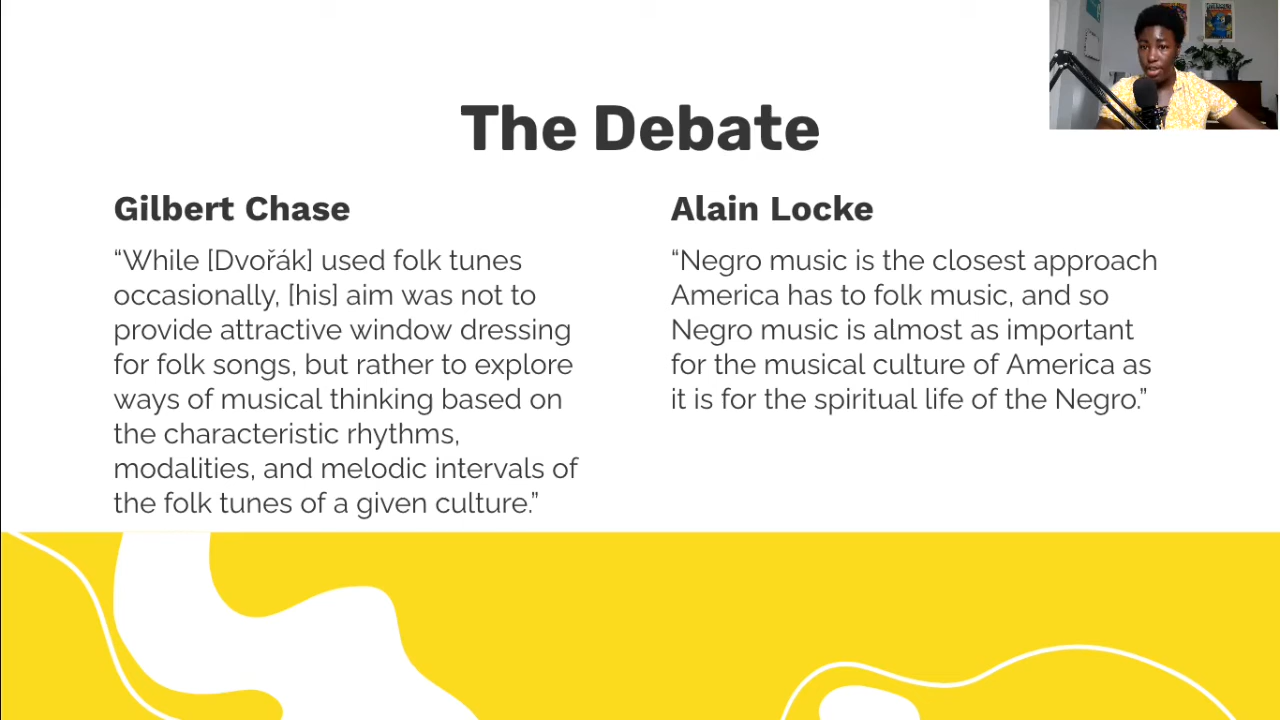 The Debate
Gilbert Chase
“While [Dvořák] used folk tunes
occasionally, [his] aim was not to
provide attractive window dressing
for folk songs, but rather to explore
ways of musical thinking based on
the characteristic rhythms,
modalities, and melodic intervals of
the folk tunes of a given culture.”
Alain Locke
“Negro music is the closest approach
America has to folk music, and so
Negro music is almost as important
for the musical culture of America as
it is for the spiritual life of the Negro.”